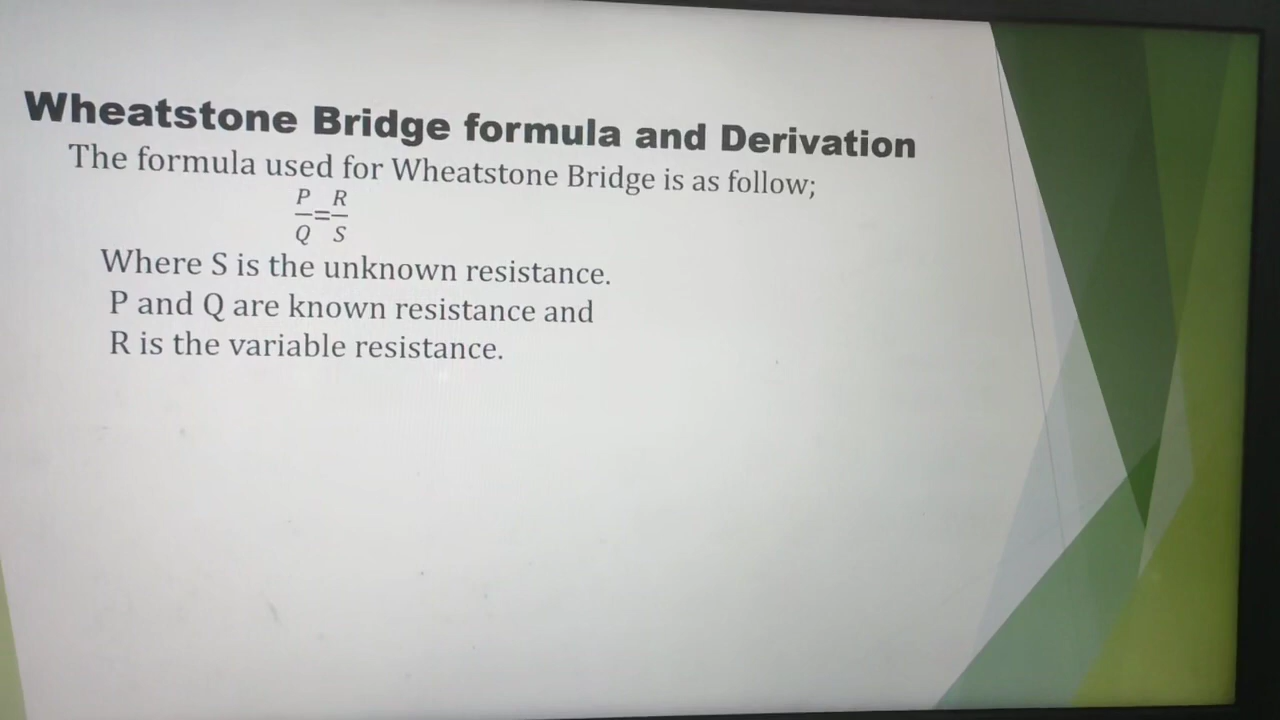 Wheatstone Bridge formula and Derivation
The formula used for Wheatstone Bridge is as follow;
P/Q=R/S
Where S is the unknown resistance.
P and Q are known resistance and
R is the variable resistance.